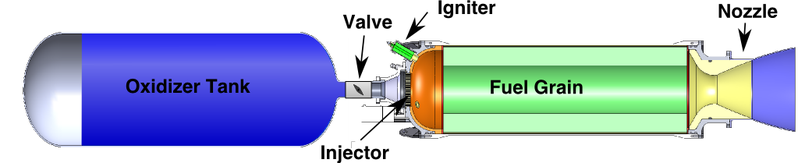 Igniter
Valve
Nozzle
Oxidizer Tank
Fuel Grain
Injector